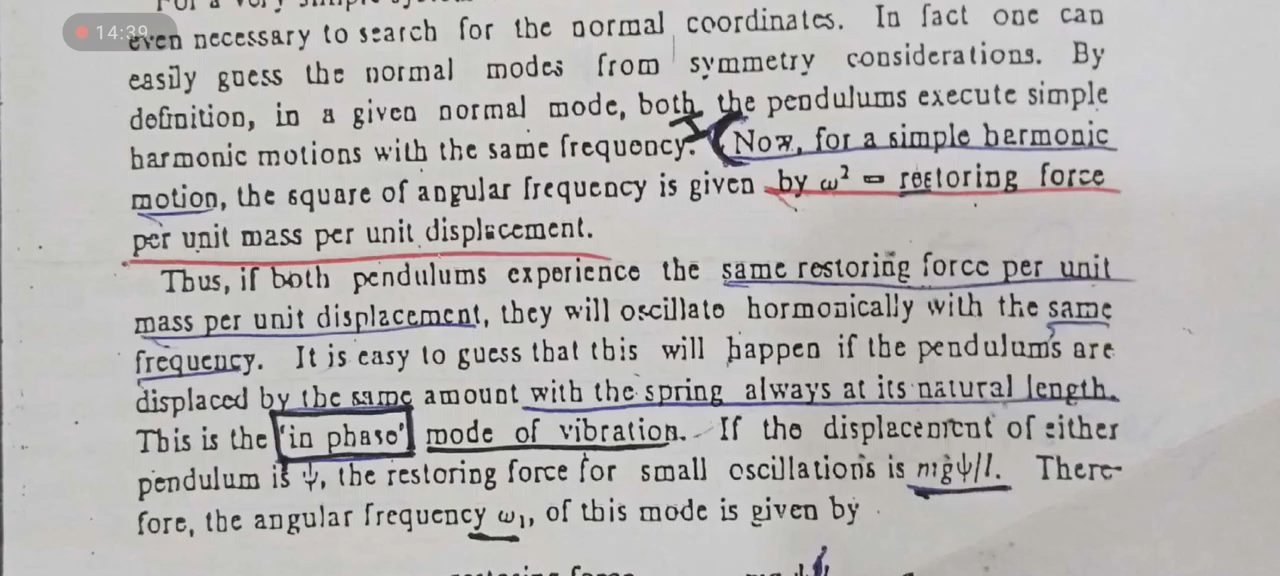 For a very simple system
14:39
even necessary to search for the normal coordinates. In fact one can
easily guess the normal modes from symmetry considerations. By
definition, in a given normal mode, both the pendulums execute simple
harmonic motions with the same frequency. (Now, for a simple harmonic
motion, the square of angular frequency is given by ω² = restoring force
per unit mass per unit displacement.
Thus, if both pendulums experience the same restoring force per unit
mass per unit displacement, they will oscillate hormonically with the same
frequency. It is easy to guess that this will happen if the pendulums are
displaced by the same amount with the spring always at its natural length.
This is the 'in phase' mode of vibration. If the displacement of either
pendulum is ψ, the restoring force for small oscillations is mgψ/l. There-
fore, the angular frequency ω₁, of this mode is given by
restoring force